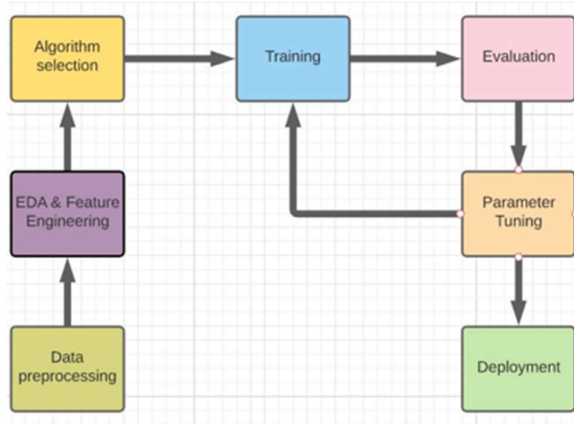 Algorithm
selection
Training
Evaluation
EDA & Feature
Engineering
Parameter
Tuning
Data
preprocessing
Deployment